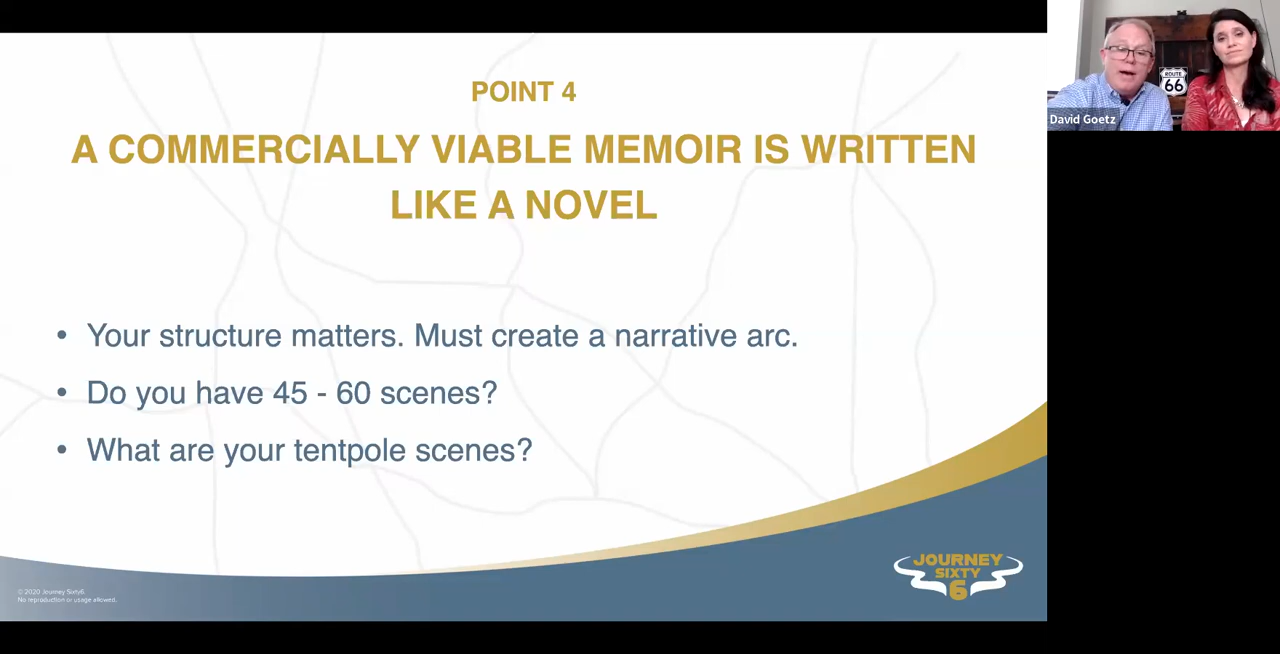 POINT 4
A COMMERCIALLY VIABLE MEMOIR IS WRITTEN
LIKE A NOVEL
• Your structure matters. Must create a narrative arc.
• Do you have 45 - 60 scenes?
• What are your tentpole scenes?
© 2020 Journey Sixty6.
No reproduction or usage allowed.
JOURNEY
SIXTY
6
ROUTE
66
David Goetz